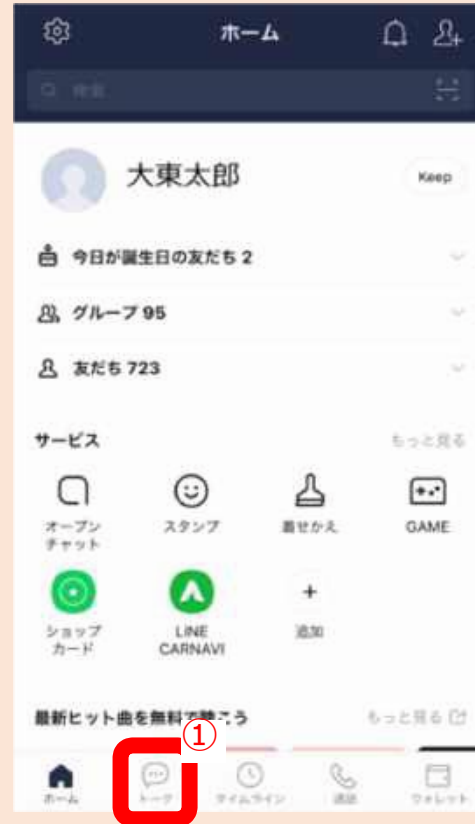 ホーム
検索
大東太郎
Keep
今日が誕生日の友だち 2
グループ 95
友だち 723
サービス
もっと見る
オープン
チャット
スタンプ
着せかえ
GAME
ショップ
カード
LINE
CARNAVI
追加
最新ヒット曲を無料で聴こう
もっと見る
①
ホーム
トーク
タイムライン
通話
ウォレット